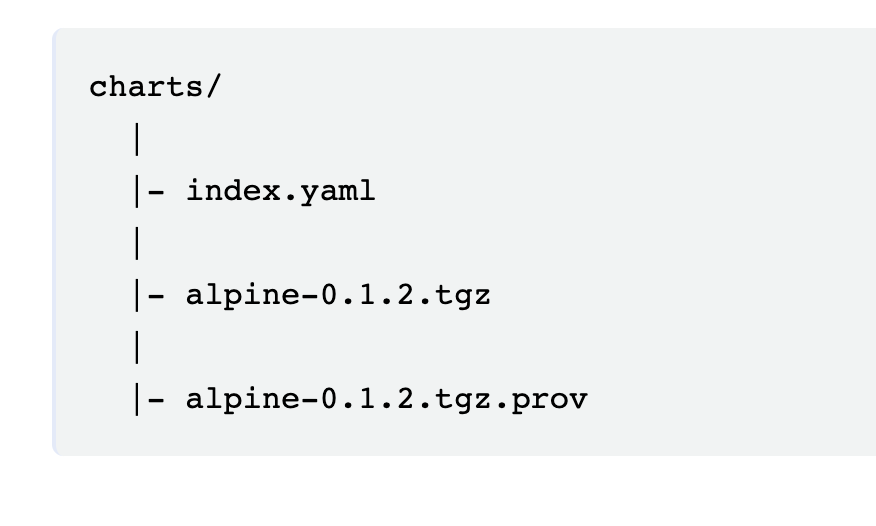 charts/
  |
  |- index.yaml
  |
  |- alpine-0.1.2.tgz
  |
  |- alpine-0.1.2.tgz.prov